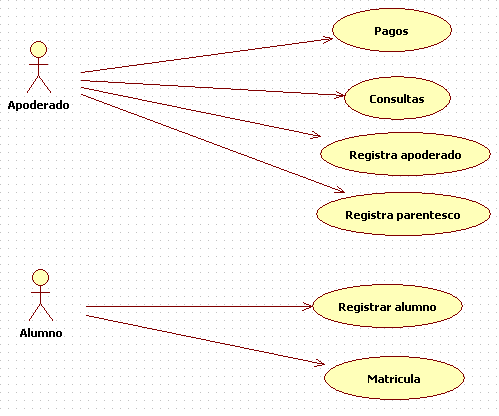 Pagos
Apoderado
Consultas
Registra apoderado
Registra parentesco
Alumno
Registrar alumno
Matricula